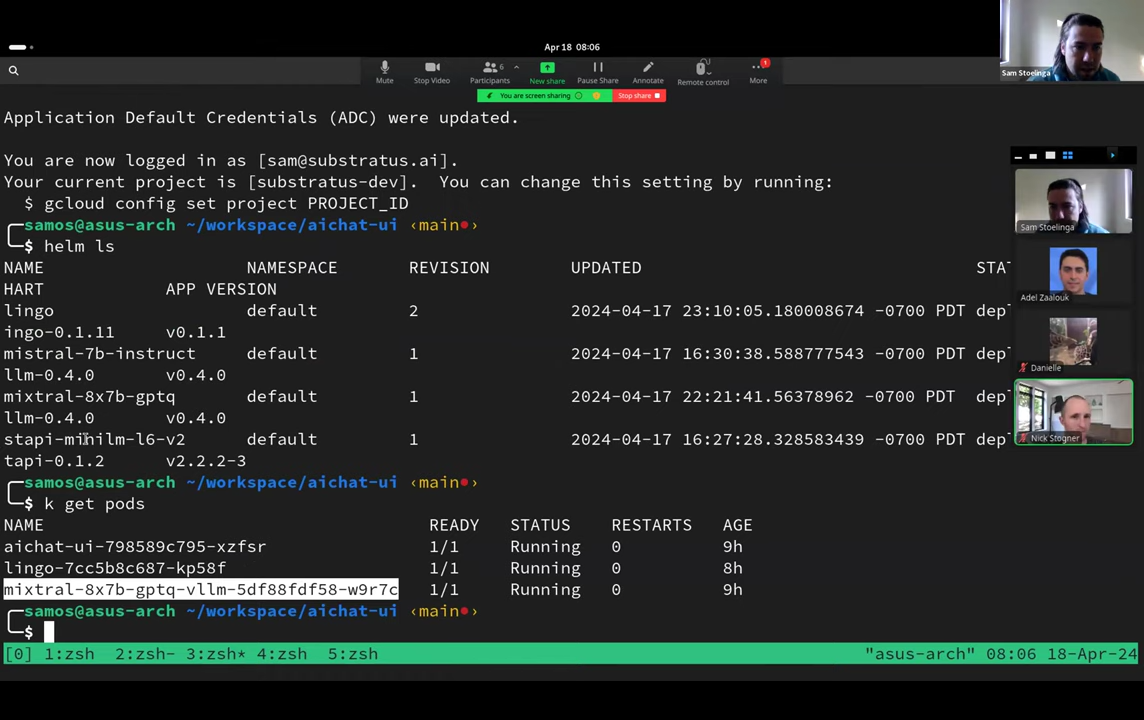 Apr 18 08:06
Sam Stoelinga
Mute
Stop Video
6
Participants
New share
Pause Share
Annotate
Remote control
1
More
You are screen sharing
Stop share
Application Default Credentials (ADC) were updated.
You are now logged in as [sam@substratus.ai].
Your current project is [substratus-dev].  You can change this setting by running:
$ gcloud config set project PROJECT_ID
samos@asus-arch ~/workspace/aichat-ui ‹main●›
$ helm ls
NAME NAMESPACE REVISION UPDATED STAT
HART APP VERSION
lingo default 2 2024-04-17 23:10:05.180008674 -0700 PDT dep
ingo-0.1.11 v0.1.1
mistral-7b-instruct default 1 2024-04-17 16:30:38.588777543 -0700 PDT dep
llm-0.4.0 v0.4.0
mixtral-8x7b-gptq default 1 2024-04-17 22:21:41.56378962 -0700 PDT dep
llm-0.4.0 v0.4.0
stapi-minilm-l6-v2 default 1 2024-04-17 16:27:28.328583439 -0700 PDT dep
tapi-0.1.2 v2.2.2-3
samos@asus-arch ~/workspace/aichat-ui ‹main●›
$ k get pods
NAME READY STATUS RESTARTS AGE
aichat-ui-798589c795-xzfsr 1/1 Running 0 9h
lingo-7cc5b8c687-kp58f 1/1 Running 0 8h
mixtral-8x7b-gptq-vllm-5df88fdf58-w9r7c 1/1 Running 0 9h
samos@asus-arch ~/workspace/aichat-ui ‹main●›
$
[0] 1:zsh 2:zsh- 3:zsh* 4:zsh 5:zsh "asus-arch" 08:06 18-Apr-24
Sam Stoelinga
Adel Zaalouk
Danielle
Nick Stogner